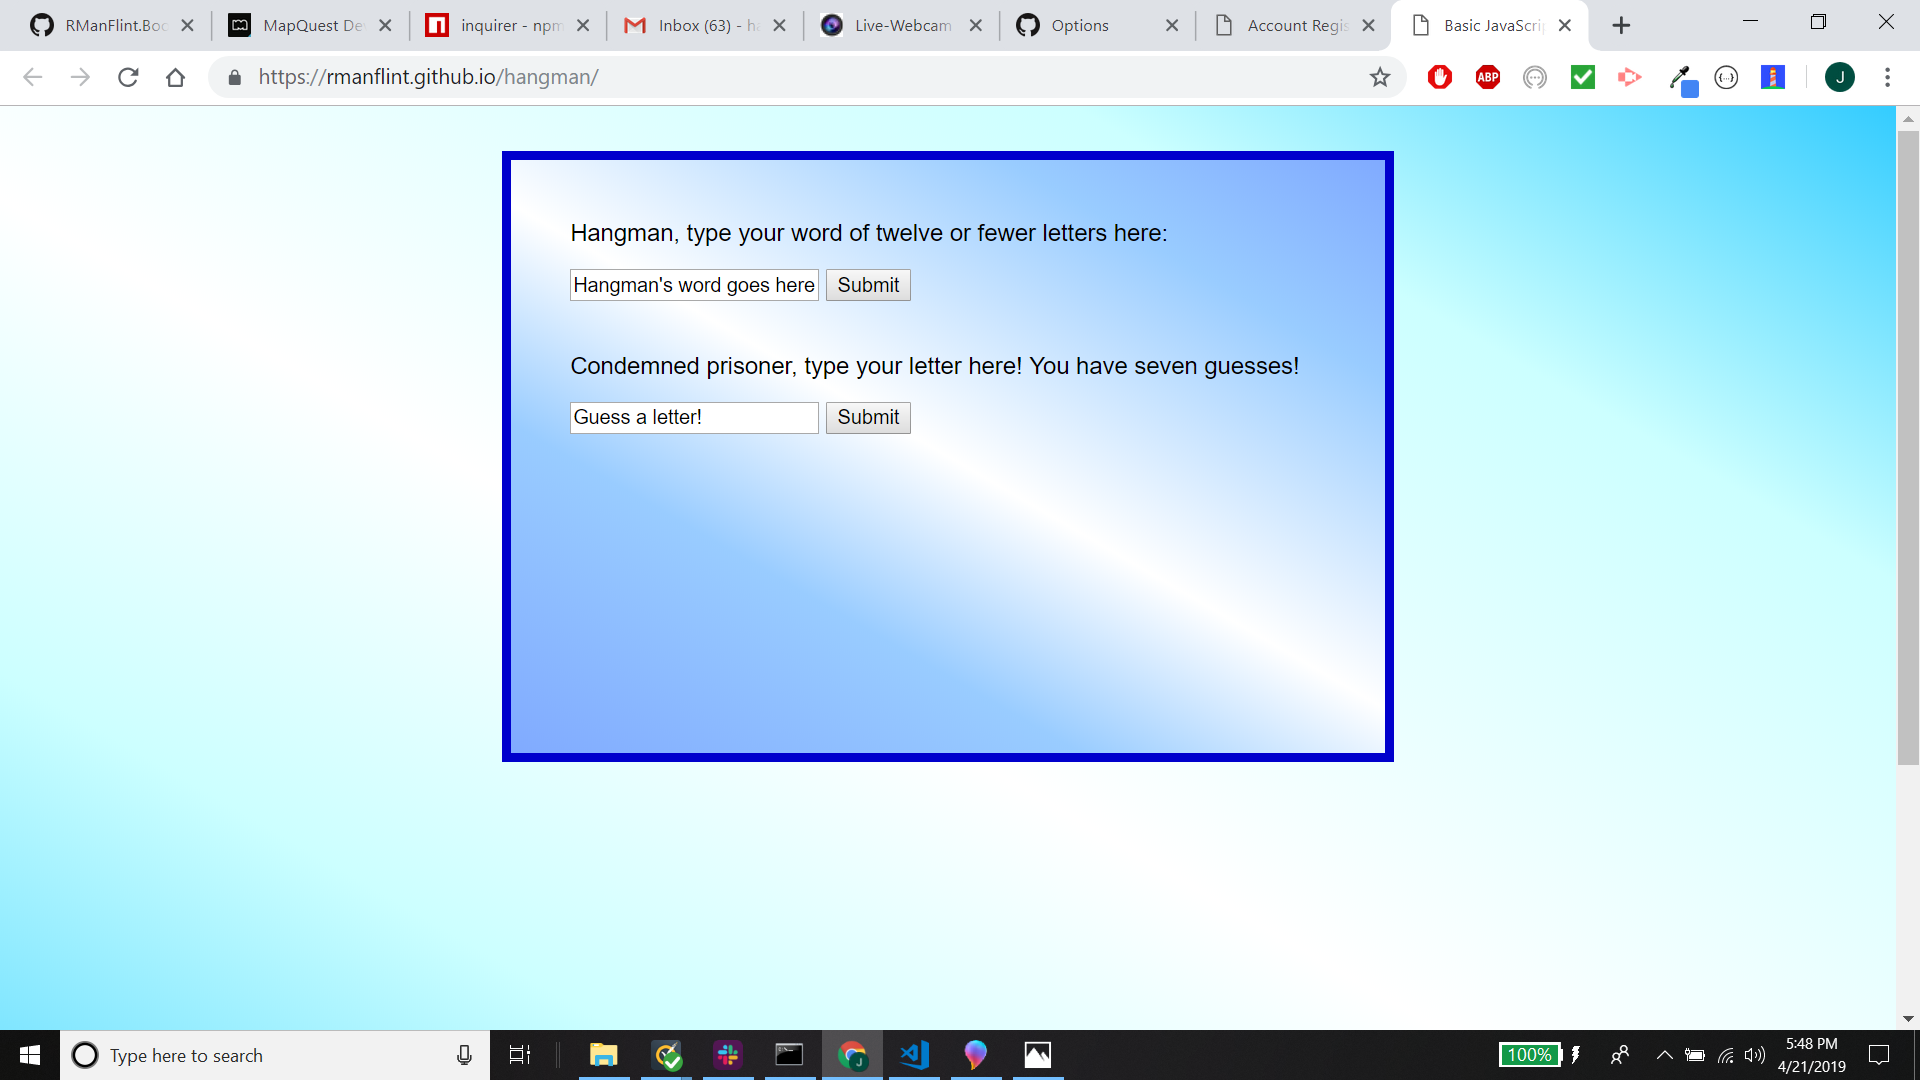 RManFlint.Boo
MapQuest De
inquirer - npm
Inbox (63) - ha
Live-Webcam
Options
Account Regis
Basic JavaScri
https://rmanflint.github.io/hangman/
ABP
{...}
J
Hangman, type your word of twelve or fewer letters here:
Hangman's word goes here
Submit
Condemned prisoner, type your letter here! You have seven guesses!
Guess a letter!
Submit
Type here to search
100%
5:48 PM
4/21/2019